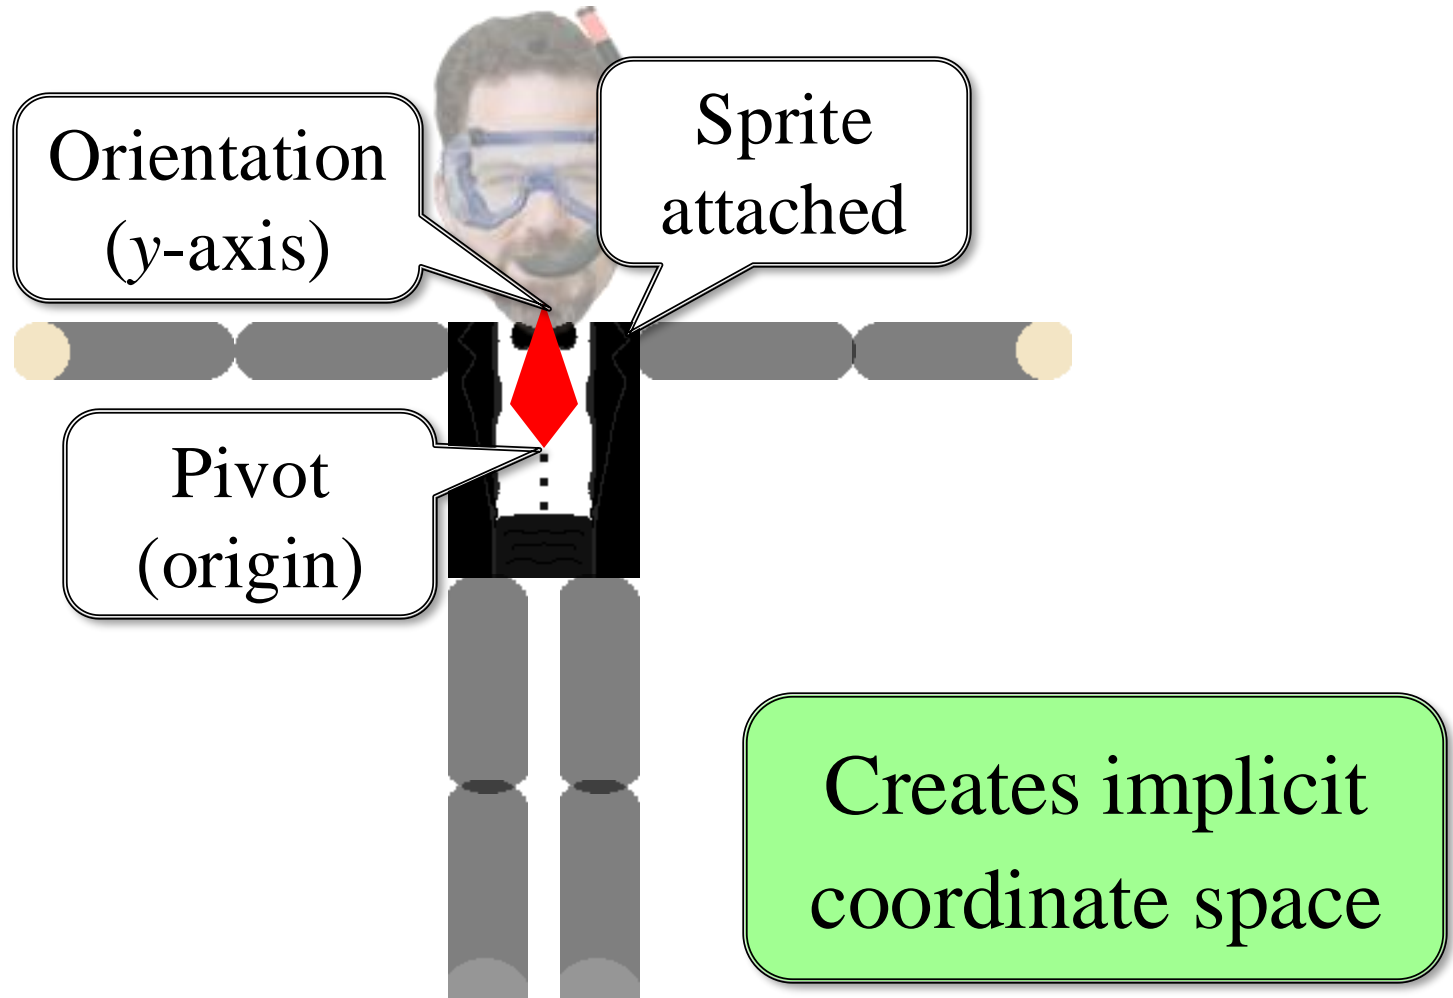 Orientation
(y-axis)
Sprite
attached
Pivot
(origin)
Creates implicit
coordinate space